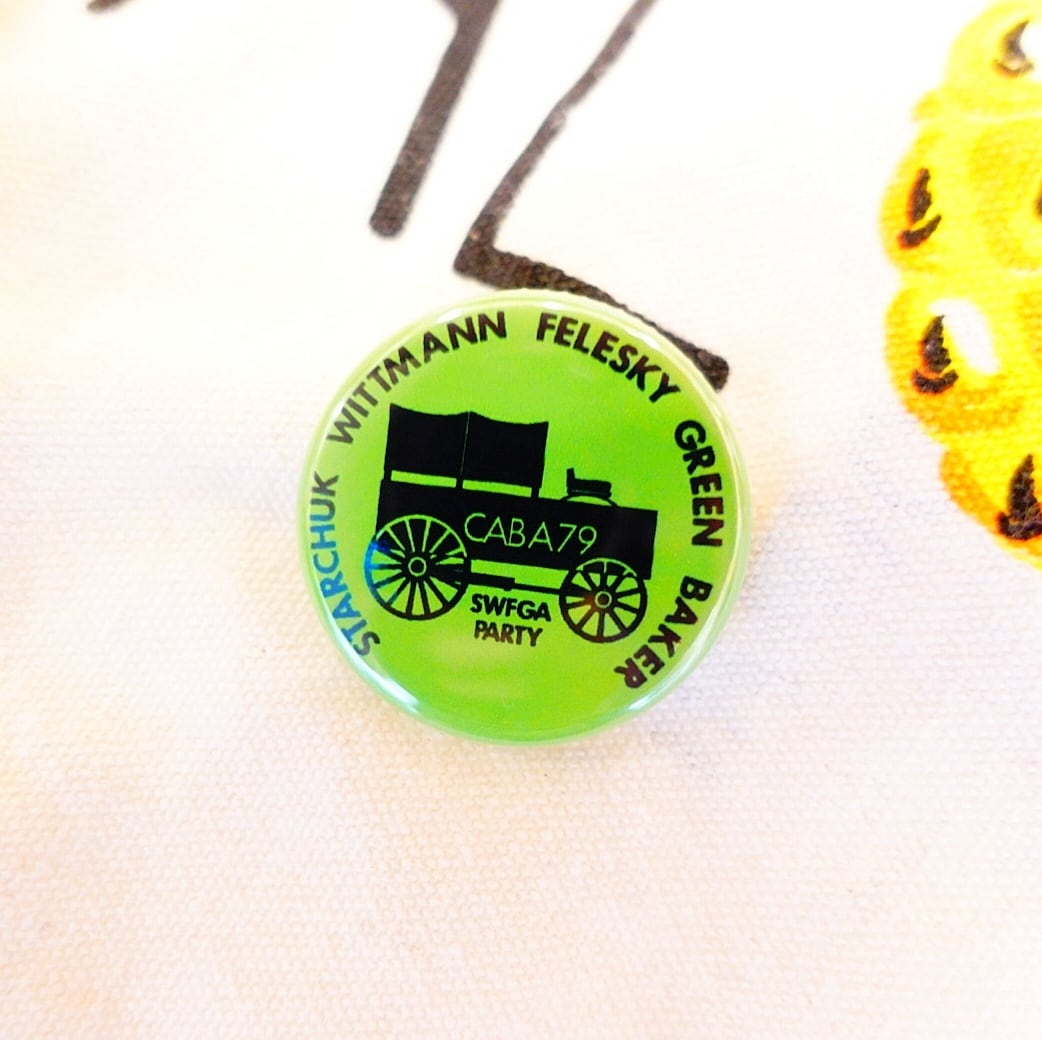 STARCHUK WITTMANN FELESKY GREEN BAKER
CABA79
SWFGA
PARTY